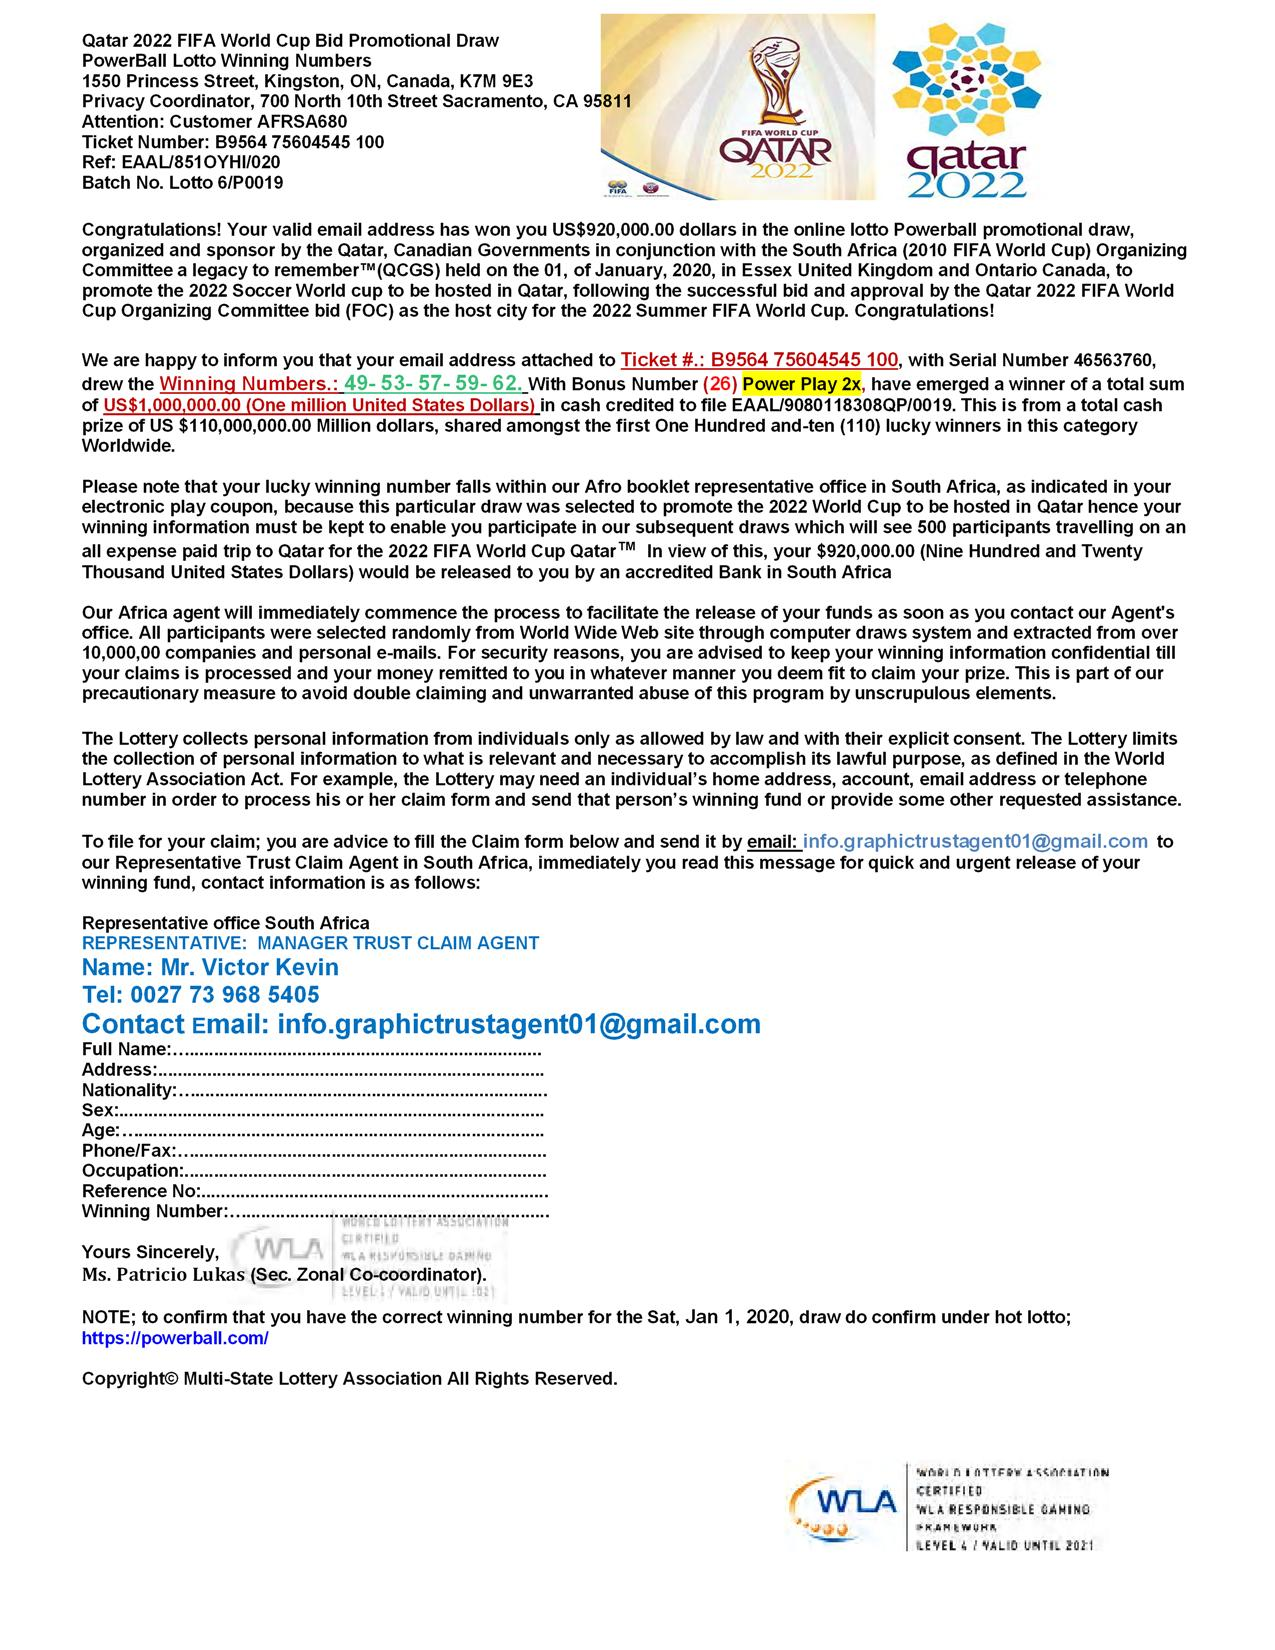 Qatar 2022 FIFA World Cup Bid Promotional Draw
PowerBall Lotto Winning Numbers
1550 Princess Street, Kingston, ON, Canada, K7M 9E3
Privacy Coordinator, 700 North 10th Street Sacramento, CA 95811
Attention: Customer AFRSA680
Ticket Number: B9564 75604545 100
Ref: EAAL/851OYHI/020
Batch No. Lotto 6/P0019
FIFA WORLD CUP
QATAR
2022
FIFA
qatar
2022
Congratulations! Your valid email address has won you US$920,000.00 dollars in the online lotto Powerball promotional draw,
organized and sponsor by the Qatar, Canadian Governments in conjunction with the South Africa (2010 FIFA World Cup) Organizing
Committee a legacy to remember™(QCGS) held on the 01, of January, 2020, in Essex United Kingdom and Ontario Canada, to
promote the 2022 Soccer World cup to be hosted in Qatar, following the successful bid and approval by the Qatar 2022 FIFA World
Cup Organizing Committee bid (FOC) as the host city for the 2022 Summer FIFA World Cup. Congratulations!
We are happy to inform you that your email address attached to Ticket #.: B9564 75604545 100, with Serial Number 46563760,
drew the Winning Numbers.: 49- 53- 57- 59- 62. With Bonus Number (26) Power Play 2x, have emerged a winner of a total sum
of US$1,000,000.00 (One million United States Dollars) in cash credited to file EAAL/9080118308QP/0019. This is from a total cash
prize of US $110,000,000.00 Million dollars, shared amongst the first One Hundred and-ten (110) lucky winners in this category
Worldwide.
Please note that your lucky winning number falls within our Afro booklet representative office in South Africa, as indicated in your
electronic play coupon, because this particular draw was selected to promote the 2022 World Cup to be hosted in Qatar hence your
winning information must be kept to enable you participate in our subsequent draws which will see 500 participants travelling on an
all expense paid trip to Qatar for the 2022 FIFA World Cup Qatar™ In view of this, your $920,000.00 (Nine Hundred and Twenty
Thousand United States Dollars) would be released to you by an accredited Bank in South Africa
Our Africa agent will immediately commence the process to facilitate the release of your funds as soon as you contact our Agent's
office. All participants were selected randomly from World Wide Web site through computer draws system and extracted from over
10,000,00 companies and personal e-mails. For security reasons, you are advised to keep your winning information confidential till
your claims is processed and your money remitted to you in whatever manner you deem fit to claim your prize. This is part of our
precautionary measure to avoid double claiming and unwarranted abuse of this program by unscrupulous elements.
The Lottery collects personal information from individuals only as allowed by law and with their explicit consent. The Lottery limits
the collection of personal information to what is relevant and necessary to accomplish its lawful purpose, as defined in the World
Lottery Association Act. For example, the Lottery may need an individual’s home address, account, email address or telephone
number in order to process his or her claim form and send that person’s winning fund or provide some other requested assistance.
To file for your claim; you are advice to fill the Claim form below and send it by email: info.graphictrustagent01@gmail.com to
our Representative Trust Claim Agent in South Africa, immediately you read this message for quick and urgent release of your
winning fund, contact information is as follows:
Representative office South Africa
REPRESENTATIVE: MANAGER TRUST CLAIM AGENT
Name: Mr. Victor Kevin
Tel: 0027 73 968 5405
Contact Email: info.graphictrustagent01@gmail.com
Full Name:..........................................................................
Address:..............................................................................
Nationality:..........................................................................
Sex:.....................................................................................
Age:.....................................................................................
Phone/Fax:..........................................................................
Occupation:.........................................................................
Reference No:......................................................................
Winning Number:.................................................................
WLA
WORLD LOTTERY ASSOCIATION
CERTIFIED
WLA RESPONSIBLE GAMING
LEVEL 4 / VALID UNTIL
Yours Sincerely,
Ms. Patricio Lukas (Sec. Zonal Co-coordinator).
NOTE; to confirm that you have the correct winning number for the Sat, Jan 1, 2020, draw do confirm under hot lotto;
https://powerball.com/
Copyright© Multi-State Lottery Association All Rights Reserved.
WLA
WORLD LOTTERY ASSOCIATION
CERTIFIED
WLA RESPONSIBLE GAMING
FRAMEWORK
LEVEL 4 / VALID UNTIL 2021